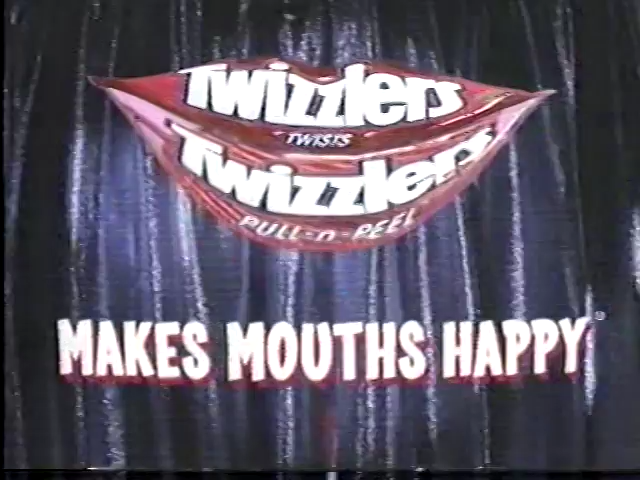 Twizzlers
TWISTS
Twizzlers
PULL-n-PEEL
MAKES MOUTHS HAPPY